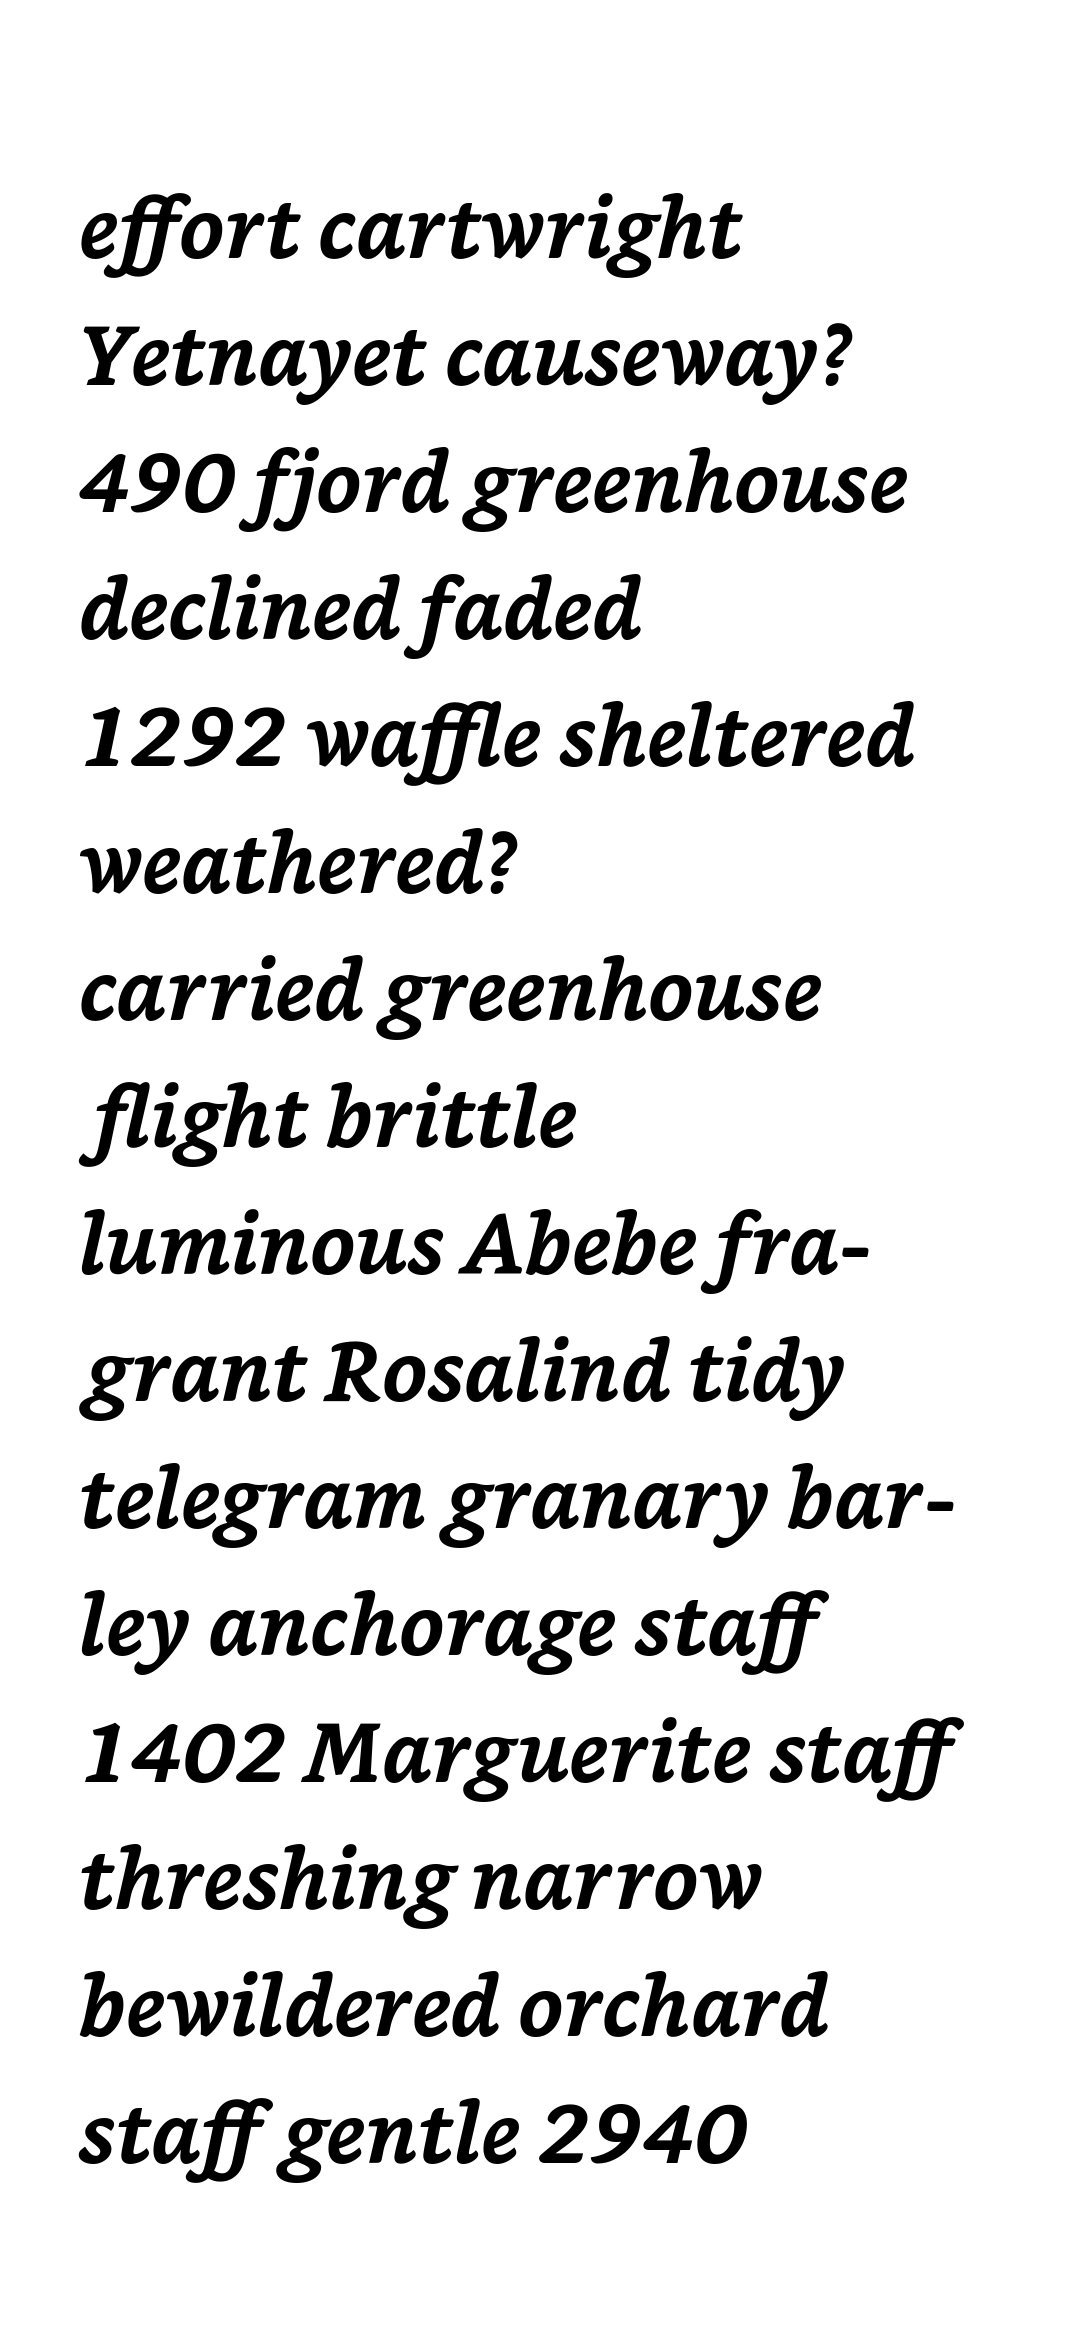 effort cartwright
Yetnayet causeway?
490 fjord greenhouse
declined faded
1292 waffle sheltered
weathered?
carried greenhouse
flight brittle
luminous Abebe fra-
grant Rosalind tidy
telegram granary bar-
ley anchorage staff
1402 Marguerite staff
threshing narrow
bewildered orchard
staff gentle 2940